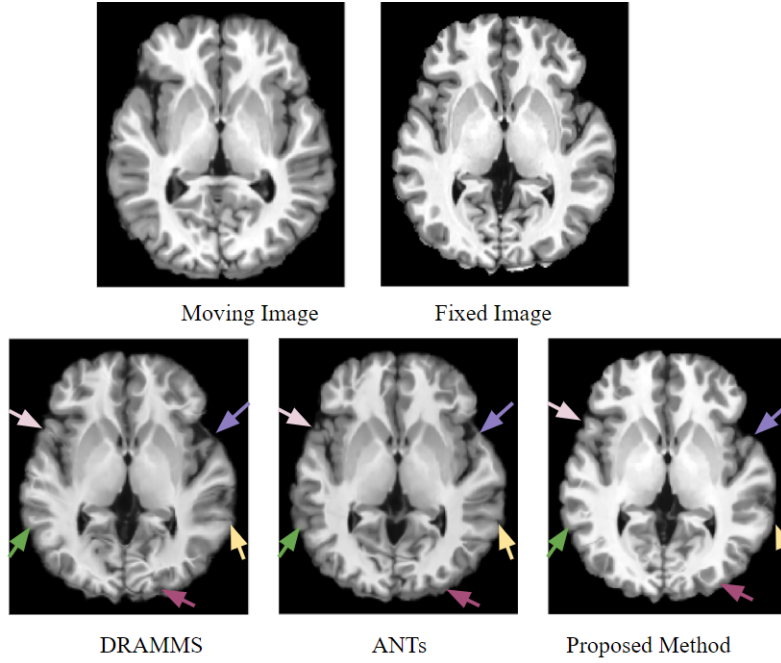 Moving Image
Fixed Image
DRAMMS
ANTs
Proposed Method